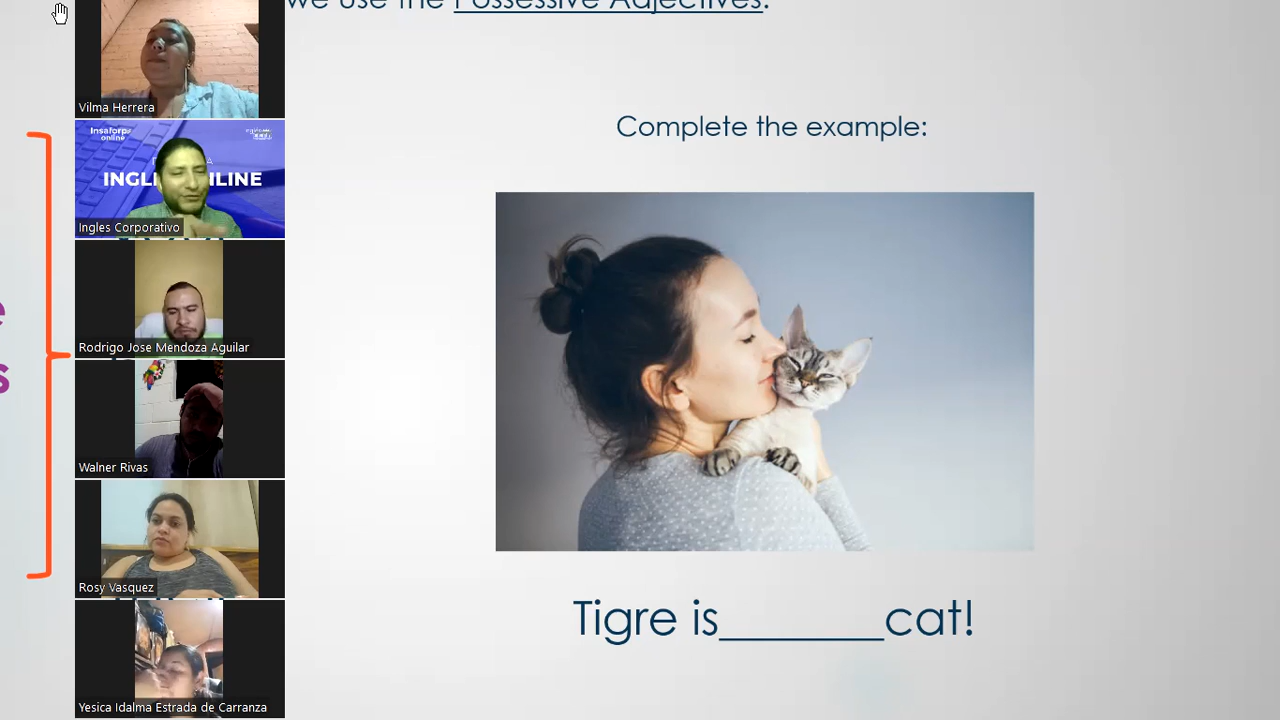 we use the Possessive Adjectives.
Vilma Herrera
Complete the example:
Insaforp
online
INGL LINE
Ingles Corporativo
e
Rodrigo Jose Mendoza Aguilar
s
Walner Rivas
Rosy Vasquez
Tigre is_______cat!
Yesica Idalma Estrada de Carranza